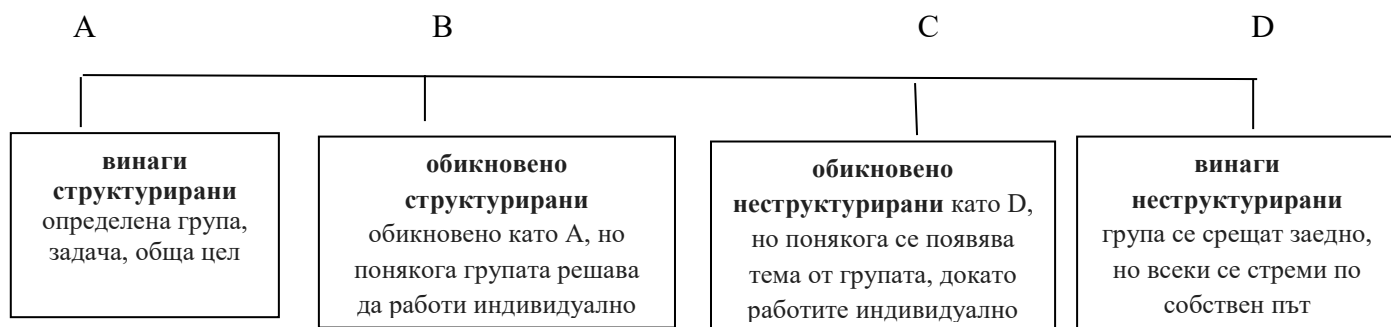 A B C D
винаги
структурирани
определена група,
задача, обща цел
обикновено
структурирани
обикновено като A, но
понякога групата решава
да работи индивидуално
обикновено
неструктурирани като D,
но понякога се появява
тема от групата, докато
работите индивидуално
винаги
неструктурирани
група се срещат заедно,
но всеки се стреми по
собствен път